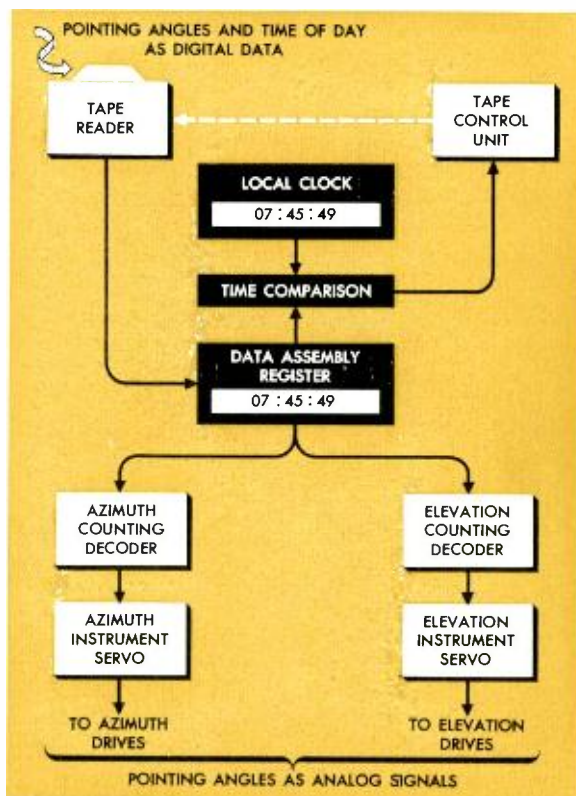 POINTING ANGLES AND TIME OF DAY
AS DIGITAL DATA
TAPE
READER
TAPE
CONTROL
UNIT
LOCAL CLOCK
07 : 45 : 49
TIME COMPARISON
DATA ASSEMBLY
REGISTER
07 : 45 : 49
AZIMUTH
COUNTING
DECODER
ELEVATION
COUNTING
DECODER
AZIMUTH
INSTRUMENT
SERVO
ELEVATION
INSTRUMENT
SERVO
TO AZIMUTH
DRIVES
TO ELEVATION
DRIVES
POINTING ANGLES AS ANALOG SIGNALS